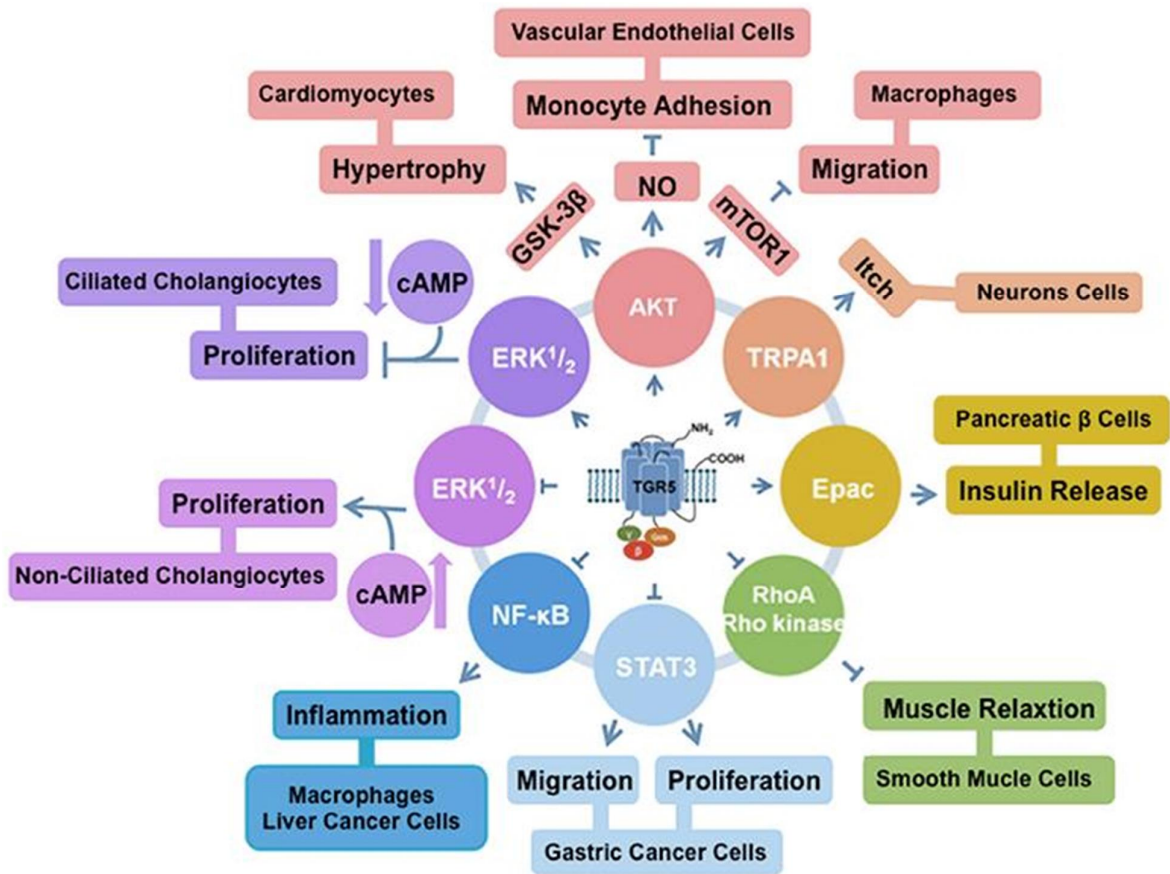 Vascular Endothelial Cells
Monocyte Adhesion
Cardiomyocytes
Hypertrophy
Macrophages
Migration
GSK-3β
NO
mTOR1
AKT
Itch
Neurons Cells
TRPA1
Ciliated Cholangiocytes
Proliferation
cAMP
ERK¹/₂
Pancreatic β Cells
Insulin Release
Epac
NH₂
COOH
TGR5
γ
β
Gαs
ERK¹/₂
Proliferation
Non-Ciliated Cholangiocytes
cAMP
NF-κB
Inflammation
Macrophages
Liver Cancer Cells
STAT3
Migration
Proliferation
Gastric Cancer Cells
RhoA
Rho kinase
Muscle Relaxtion
Smooth Mucle Cells